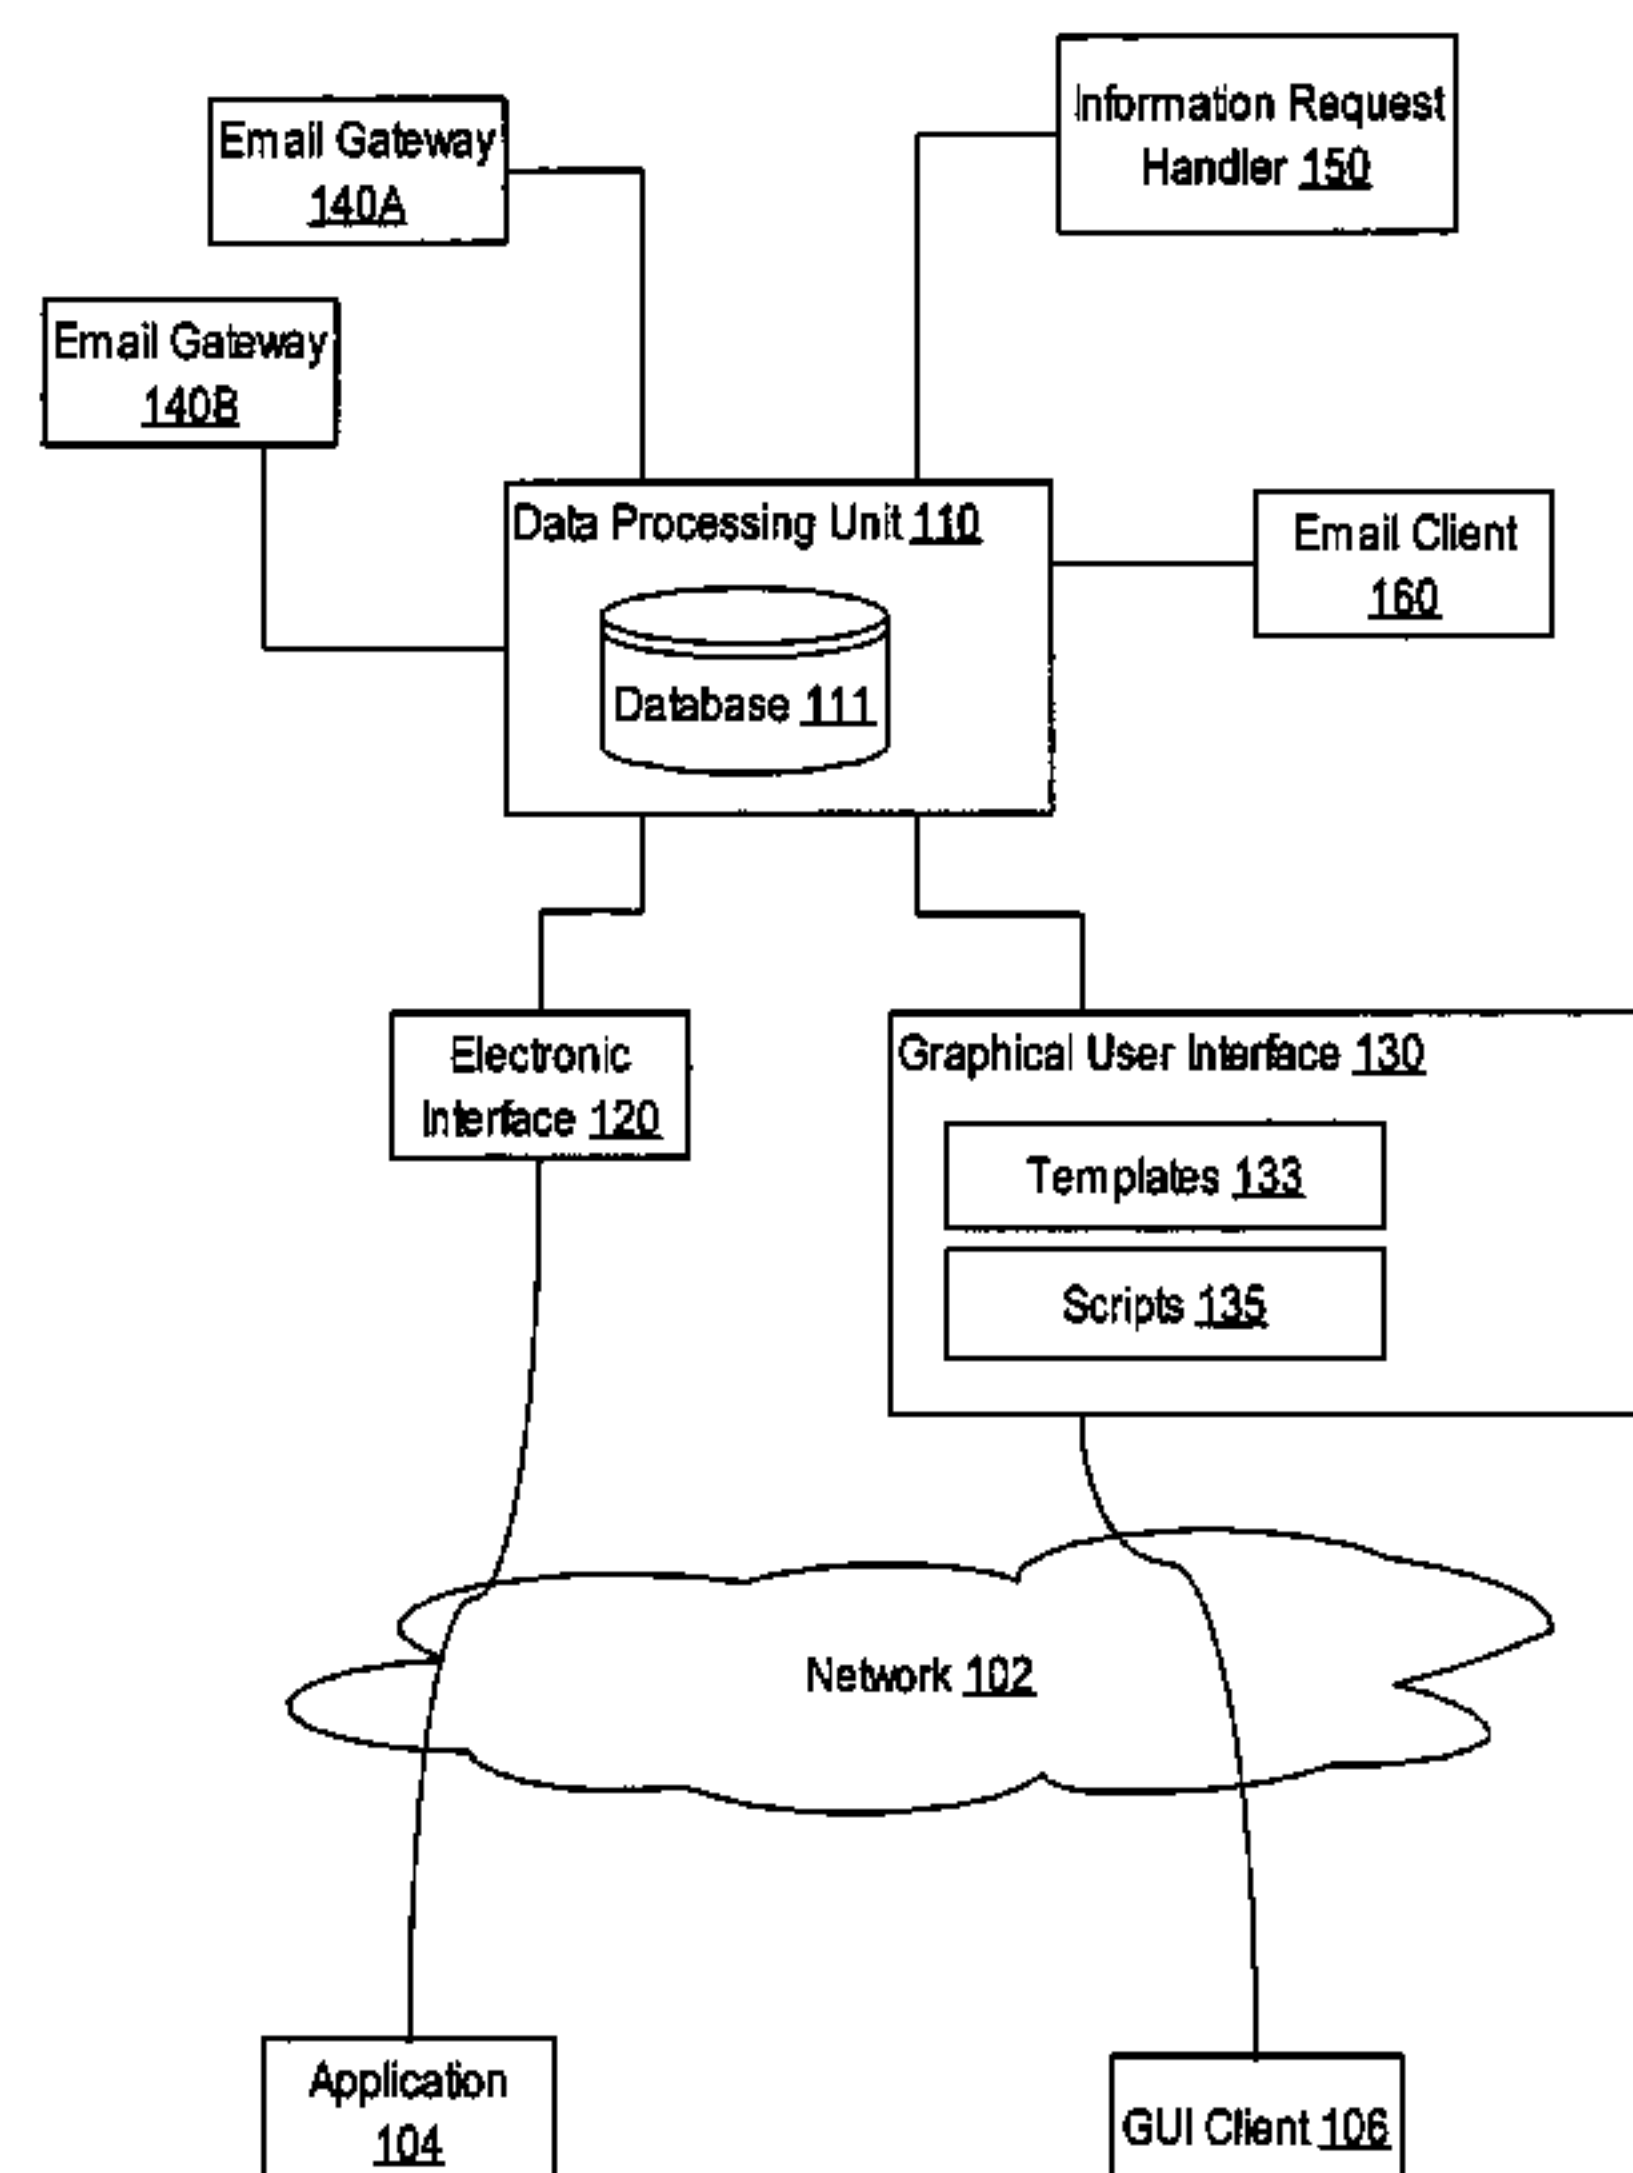 Information Request
Handler 150
Email Gateway
140A
Email Gateway
140B
Data Processing Unit 110
Email Client
160
Database 111
Electronic
Interface 120
Graphical User Interface 130
Templates 133
Scripts 135
Network 102
Application
104
GUI Client 106